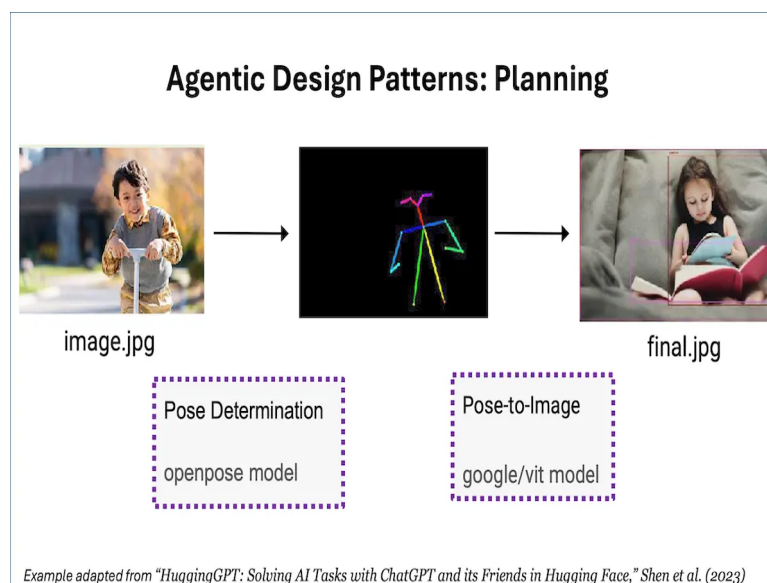 Agentic Design Patterns: Planning
image.jpg
final.jpg
Pose Determination
openpose model
Pose-to-Image
google/vit model
Example adapted from “HuggingGPT: Solving AI Tasks with ChatGPT and its Friends in Hugging Face,” Shen et al. (2023)